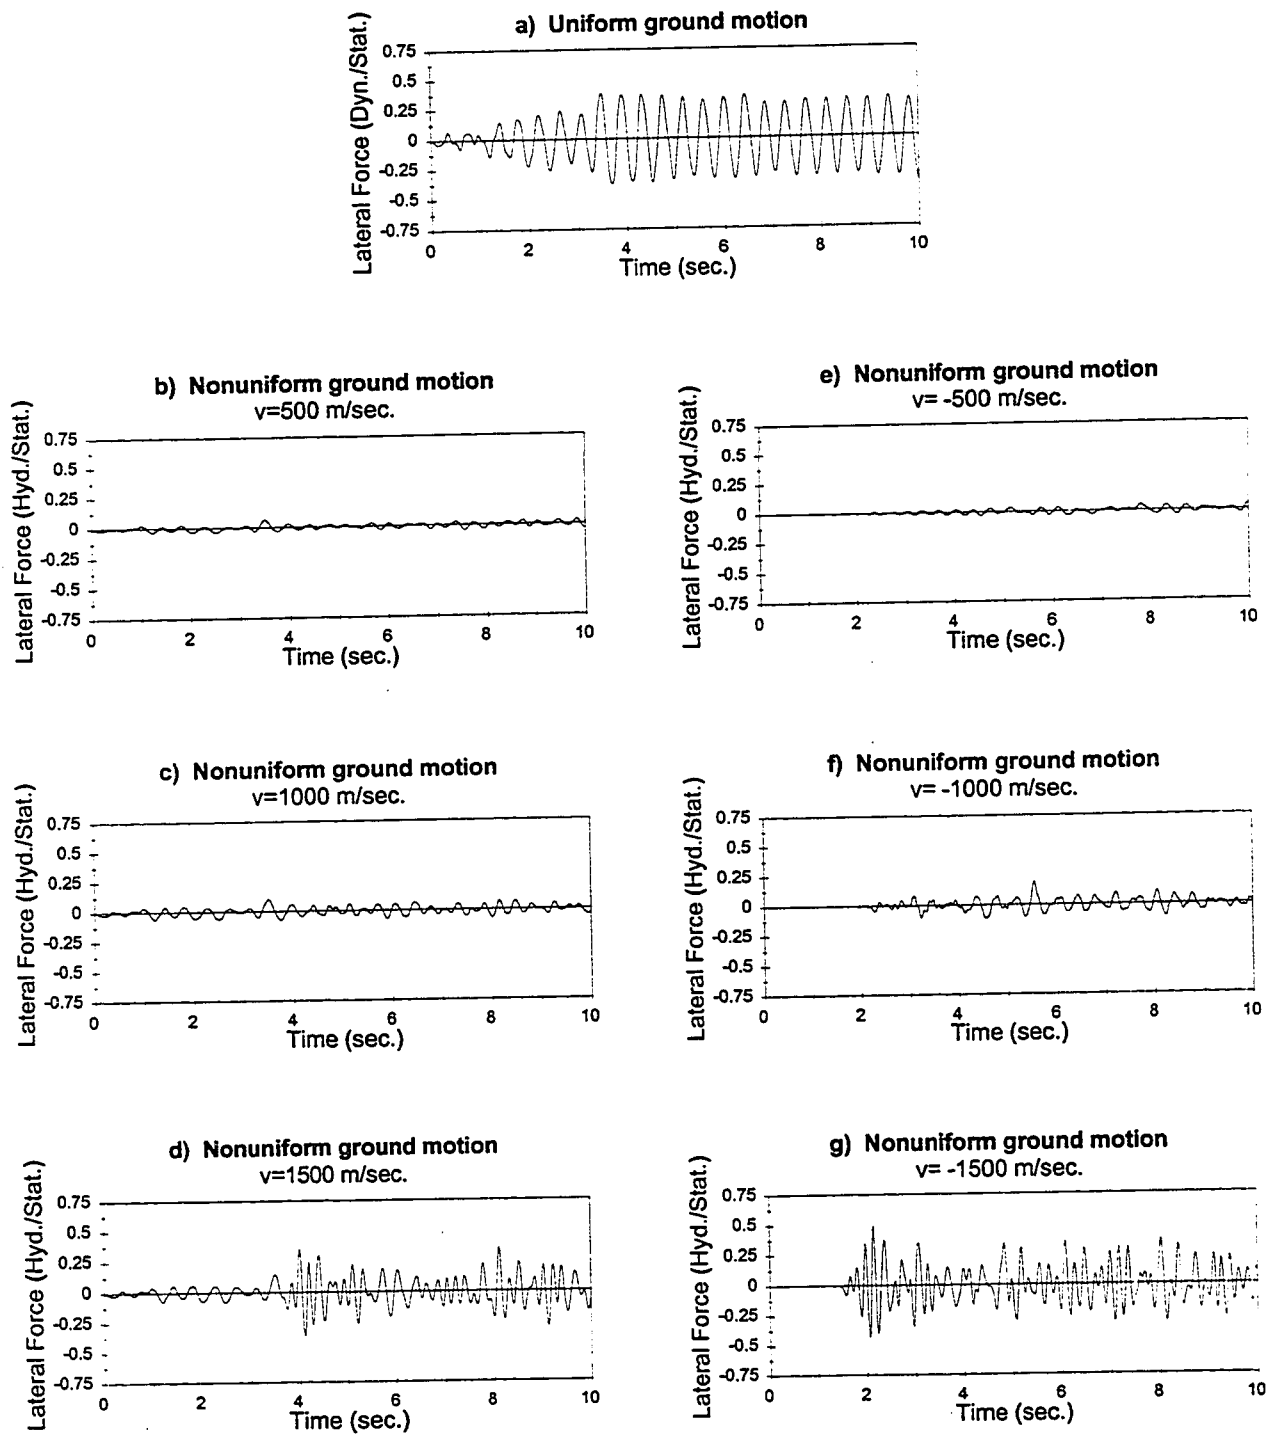 a) Uniform ground motion
Lateral Force (Dyn./Stat.)
0.75
0.5
0.25
0
-0.25
-0.5
-0.75
0 2 4 6 8 10
Time (sec.)
b) Nonuniform ground motion
v=500 m/sec.
Lateral Force (Hyd./Stat.)
0.75
0.5
0.25
0
-0.25
-0.5
-0.75
0 2 4 6 8 10
Time (sec.)
e) Nonuniform ground motion
v= -500 m/sec.
Lateral Force (Hyd./Stat.)
0.75
0.5
0.25
0
-0.25
-0.5
-0.75
0 2 4 6 8 10
Time (sec.)
c) Nonuniform ground motion
v=1000 m/sec.
Lateral Force (Hyd./Stat.)
0.75
0.5
0.25
0
-0.25
-0.5
-0.75
0 2 4 6 8 10
Time (sec.)
f) Nonuniform ground motion
v= -1000 m/sec.
Lateral Force (Hyd./Stat.)
0.75
0.5
0.25
0
-0.25
-0.5
-0.75
0 2 4 6 8 10
Time (sec.)
d) Nonuniform ground motion
v=1500 m/sec.
Lateral Force (Hyd./Stat.)
0.75
0.5
0.25
0
-0.25
-0.5
-0.75
0 2 4 6 8 10
Time (sec.)
g) Nonuniform ground motion
v= -1500 m/sec.
Lateral Force (Hyd./Stat.)
0.75
0.5
0.25
0
-0.25
-0.5
-0.75
0 2 4 6 8 10
Time (sec.)